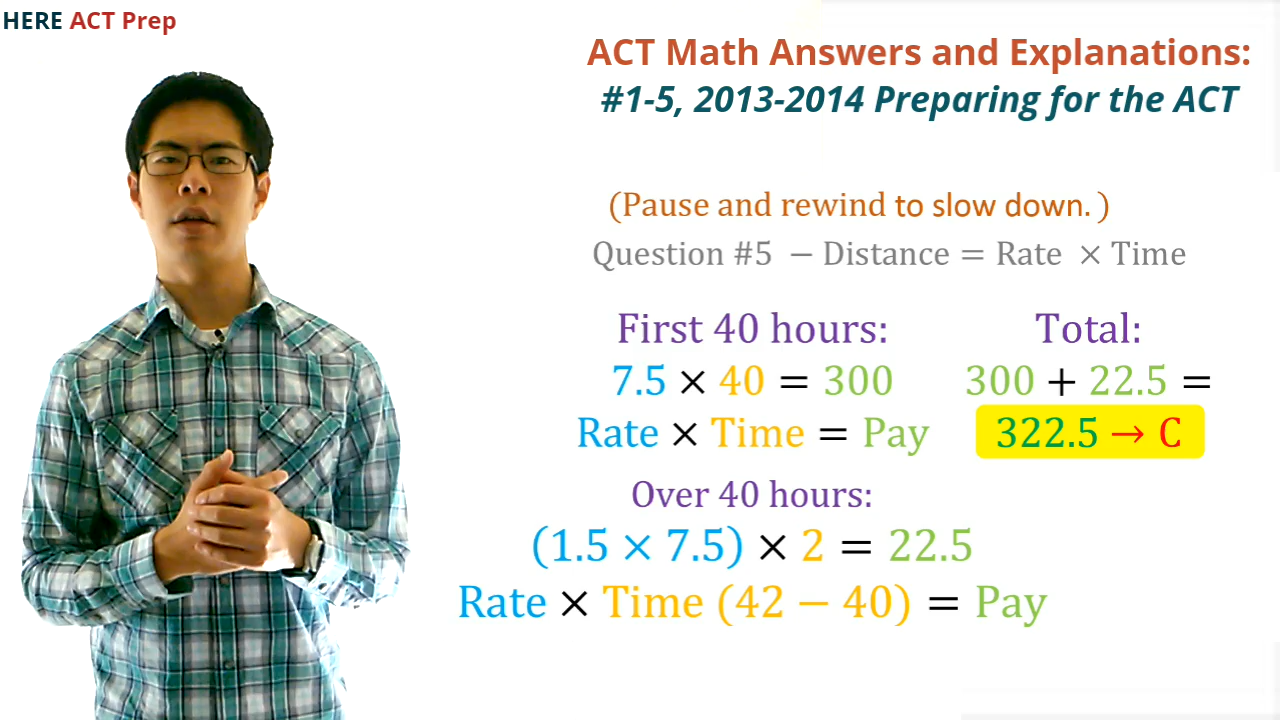 HERE ACT Prep
ACT Math Answers and Explanations:
#1-5, 2013-2014 Preparing for the ACT
(Pause and rewind to slow down. )
Question #5 − Distance = Rate × Time
First 40 hours:
7.5 × 40 = 300
Rate × Time = Pay
Total:
300 + 22.5 =
322.5 → C
Over 40 hours:
(1.5 × 7.5) × 2 = 22.5
Rate × Time (42 − 40) = Pay